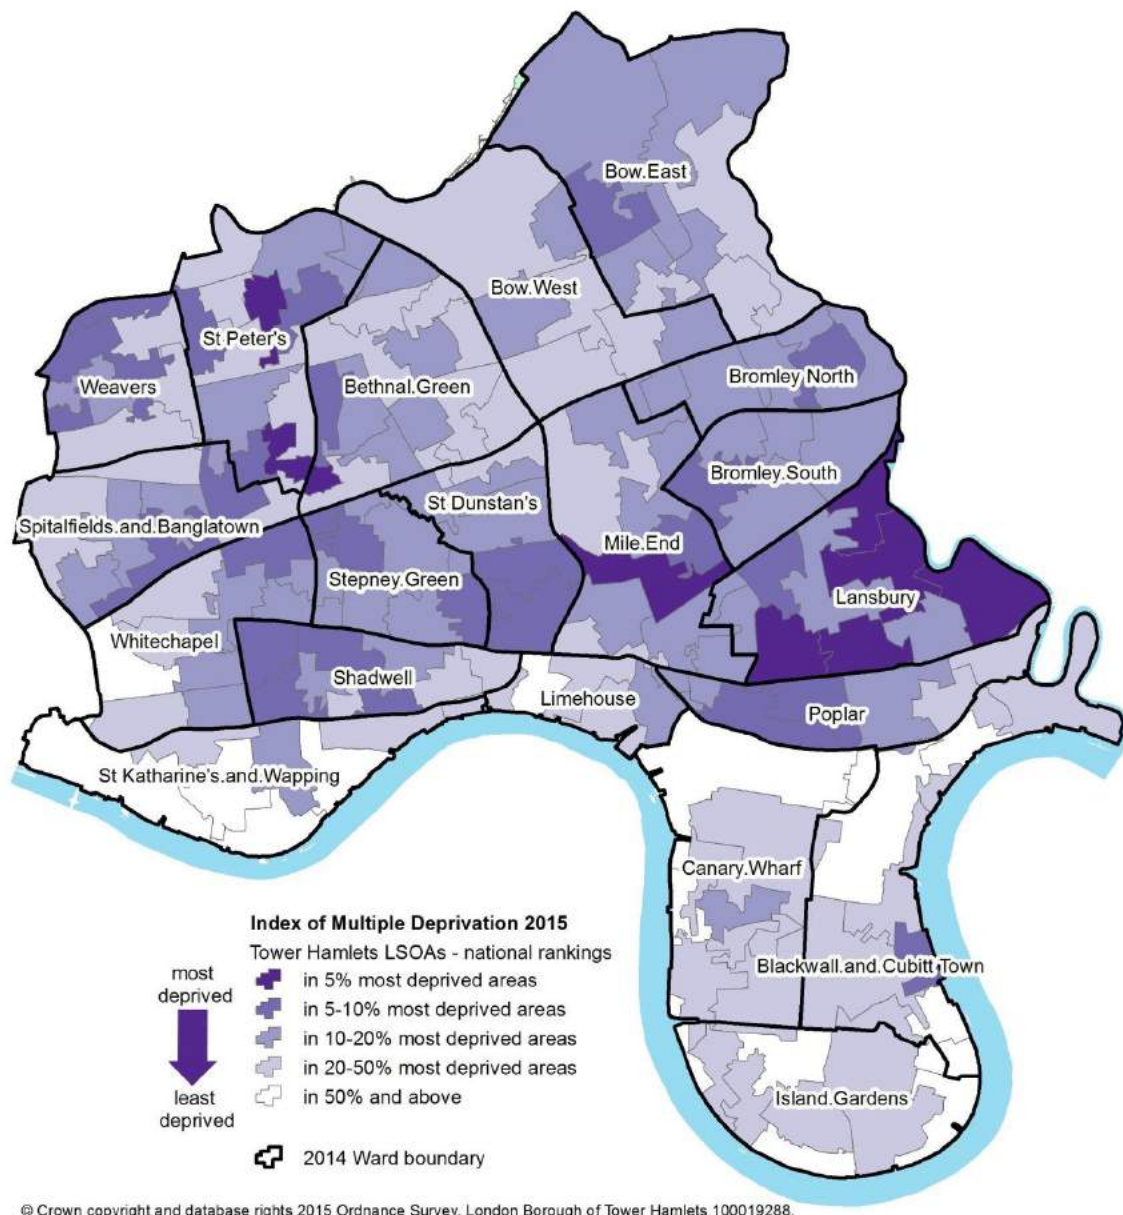 Bow.East
Bow.West
St Peter's
Weavers
Bethnal.Green
Bromley North
Bromley.South
St Dunstan's
Spitalfields.and.Banglatown
Mile.End
Stepney.Green
Lansbury
Whitechapel
Shadwell
Limehouse
Poplar
St Katharine's.and.Wapping
Canary.Wharf
Blackwall.and.Cubitt Town
Island.Gardens
Index of Multiple Deprivation 2015
Tower Hamlets LSOAs - national rankings
most
deprived
least
deprived
in 5% most deprived areas
in 5-10% most deprived areas
in 10-20% most deprived areas
in 20-50% most deprived areas
in 50% and above
2014 Ward boundary
© Crown copyright and database rights 2015 Ordnance Survey, London Borough of Tower Hamlets 100019288.